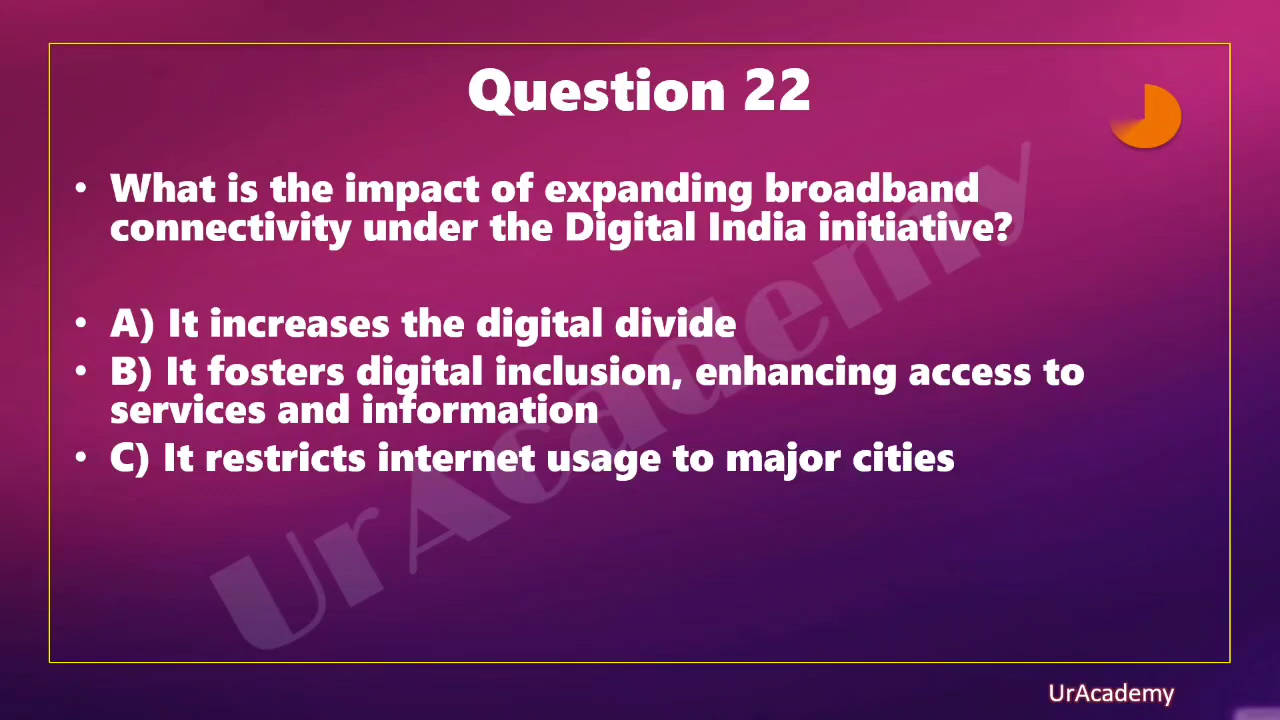 Question 22
• What is the impact of expanding broadband
connectivity under the Digital India initiative?
• A) It increases the digital divide
• B) It fosters digital inclusion, enhancing access to
services and information
• C) It restricts internet usage to major cities
UrAcademy
UrAcademy